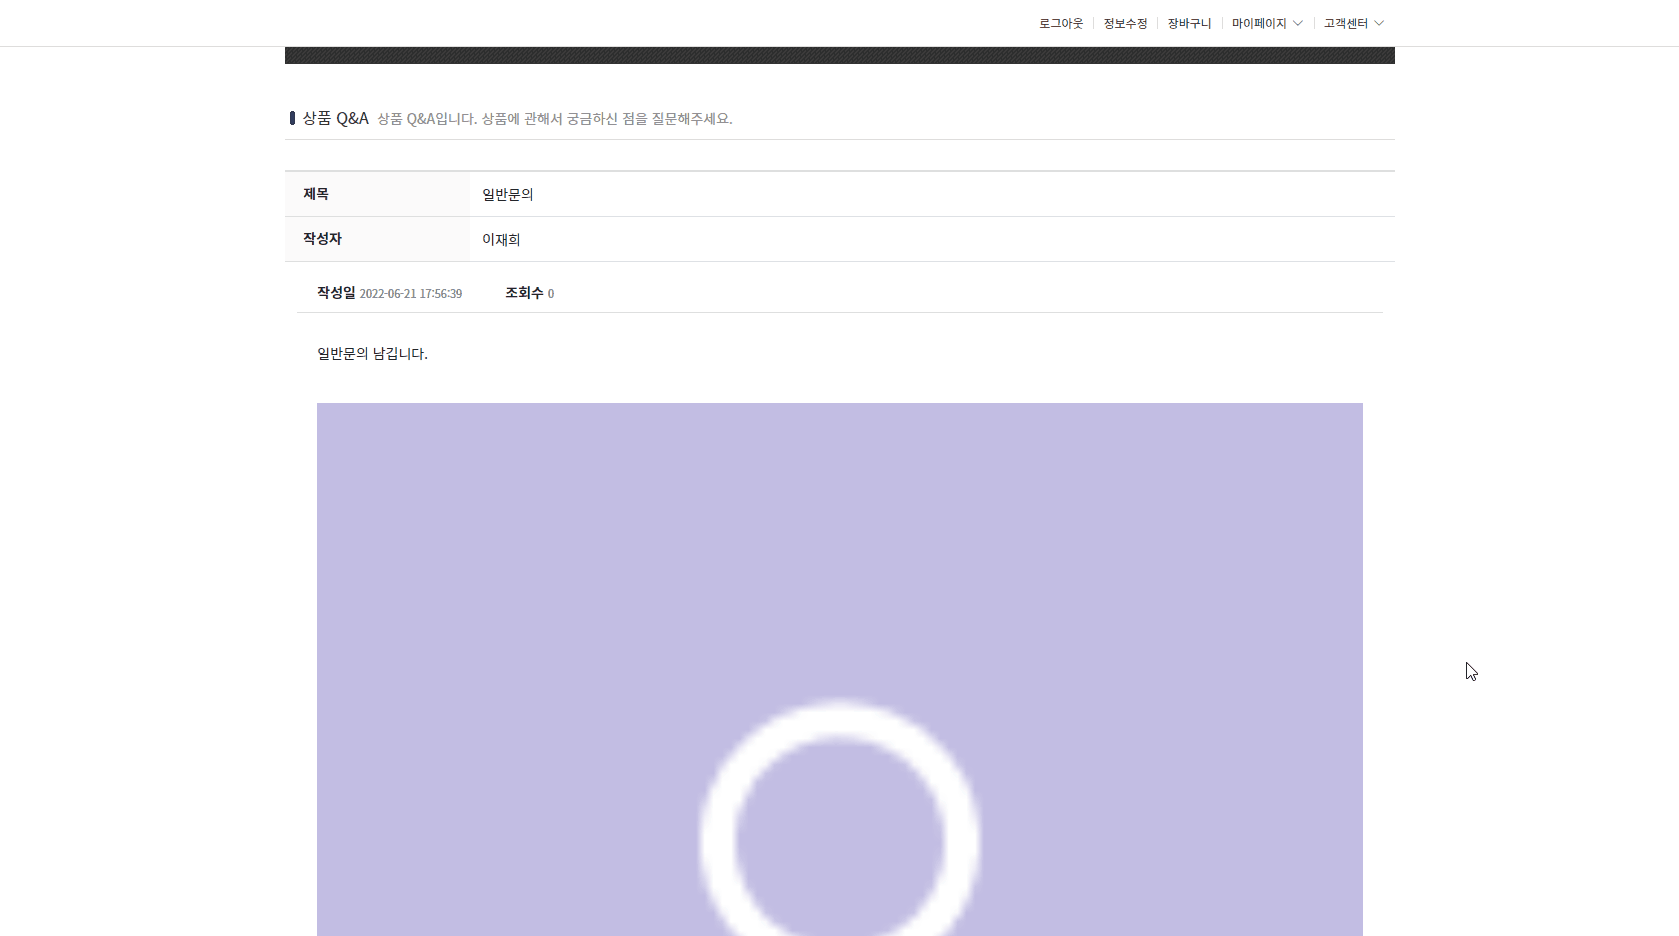 로그아웃 정보수정 장바구니 마이페이지 고객센터
상품 Q&A 상품 Q&A입니다. 상품에 관해서 궁금하신 점을 질문해주세요.
제목 일반문의
작성자 이재희
작성일 2022-06-21 17:56:39 조회수 0
일반문의 남깁니다.